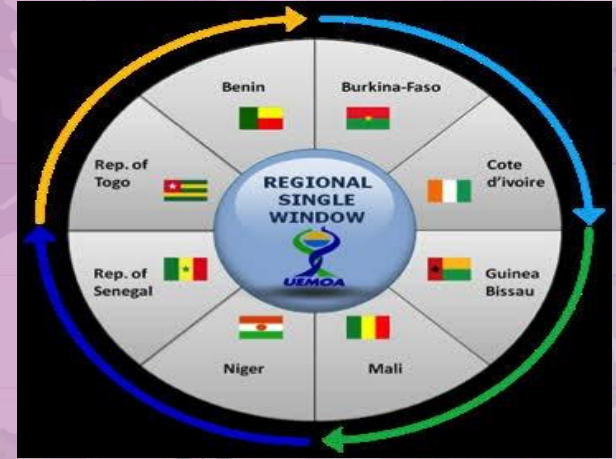 Benin
Burkina-Faso
Rep. of
Togo
Cote
d'ivoire
REGIONAL
SINGLE
WINDOW
UEMOA
Rep. of
Senegal
Guinea
Bissau
Niger
Mali